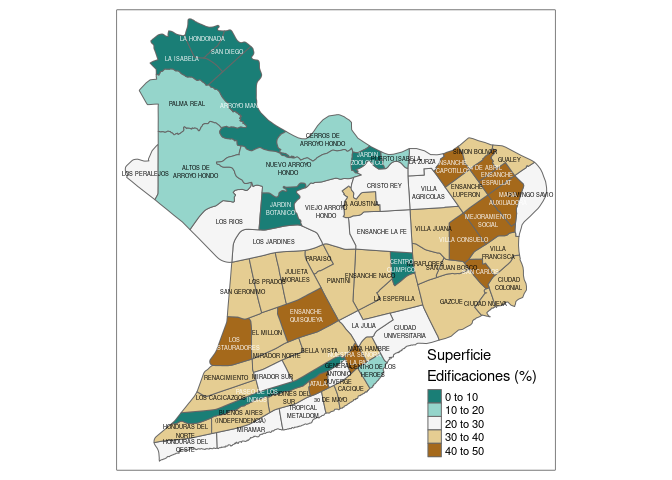 LA HONDONADA
SAN DIEGO
LA ISABELA
PALMA REAL
ARROYO MAN
CERROS DE
ARROYO HONDO
LOS PERALEJOS
ALTOS DE
ARROYO HONDO
NUEVO ARROYO
HONDO
JARDIN
LA ZURZA
SIMON BOLIVAR
GUALEY
ENSANCHE
CAPOTILLO
DE ABRIL
ENSANCHE
ESPAILLAT
CRISTO REY
VILLA
AGRICOLAS
ENSANCHE
LUPERON
MARIA
AUXILIADO
DOMINGO SAVIO
LOS RIOS
JARDIN
BOTANICO
VIEJO ARROYO
HONDO
LA AGUSTINA
MEJORAMIENTO
SOCIAL
VILLA JUANA
ENSANCHE LA FE
LOS JARDINES
VILLA CONSUELO
VILLA
FRANCISCA
PARAISO
CENTRO
OLIMPICO
MIRAFLORES
SAN JUAN BOSCO
SAN CARLOS
SAN GERONIMO
LOS PRADOS
JULIETA
MORALES
PIANTINI
ENSANCHE NACO
CIUDAD
COLONIAL
LA ESPERILLA
GAZCUE
CIUDAD NUEVA
ENSANCHE
QUISQUEYA
LOS
RESTAURADORES
EL MILLON
LA JULIA
CIUDAD
UNIVERSITARIA
BELLA VISTA
MATA HAMBRE
MIRADOR NORTE
CENTRO DE LOS
HEROES
GENERAL
ANTONIO
DUVERGE
CACIQUE
RENACIMIENTO
MIRADOR SUR
ATALA
LOS CACICAZGOS
JARDINES DEL
SUR
30 DE MAYO
BUENOS AIRES
(INDEPENDENCIA)
TROPICAL
METALDOM
HONDURAS DEL
NORTE
MIRAMAR
HONDURAS DEL
OESTE
Superficie
Edificaciones (%)
0 to 10
10 to 20
20 to 30
30 to 40
40 to 50